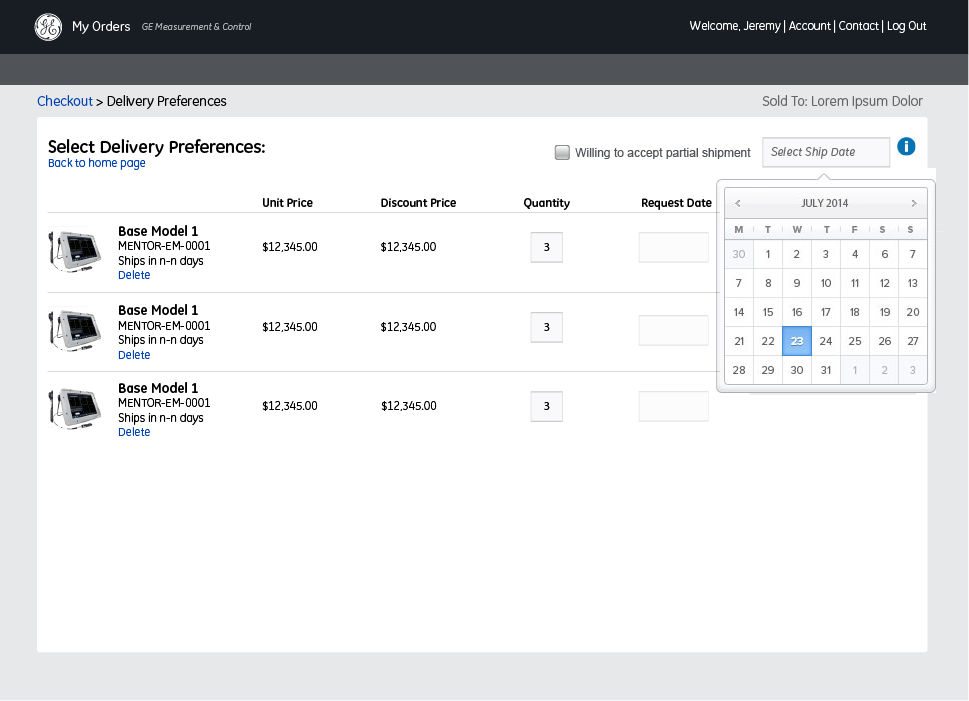 My Orders GE Measurement & Control
Welcome, Jeremy | Account | Contact | Log Out
Checkout > Delivery Preferences
Sold To: Lorem Ipsum Dolor
Select Delivery Preferences:
Back to home page
Willing to accept partial shipment
Select Ship Date
i
Unit Price Discount Price Quantity Request Date
Base Model 1
MENTOR-EM-0001
Ships in n-n days
Delete
$12,345.00 $12,345.00 3
Base Model 1
MENTOR-EM-0001
Ships in n-n days
Delete
$12,345.00 $12,345.00 3
Base Model 1
MENTOR-EM-0001
Ships in n-n days
Delete
$12,345.00 $12,345.00 3
< JULY 2014 >
M T W T F S S
30 1 2 3 4 6 7
7 8 9 10 11 12 13
14 15 16 17 18 19 20
21 22 23 24 25 26 27
28 29 30 31 1 2 3